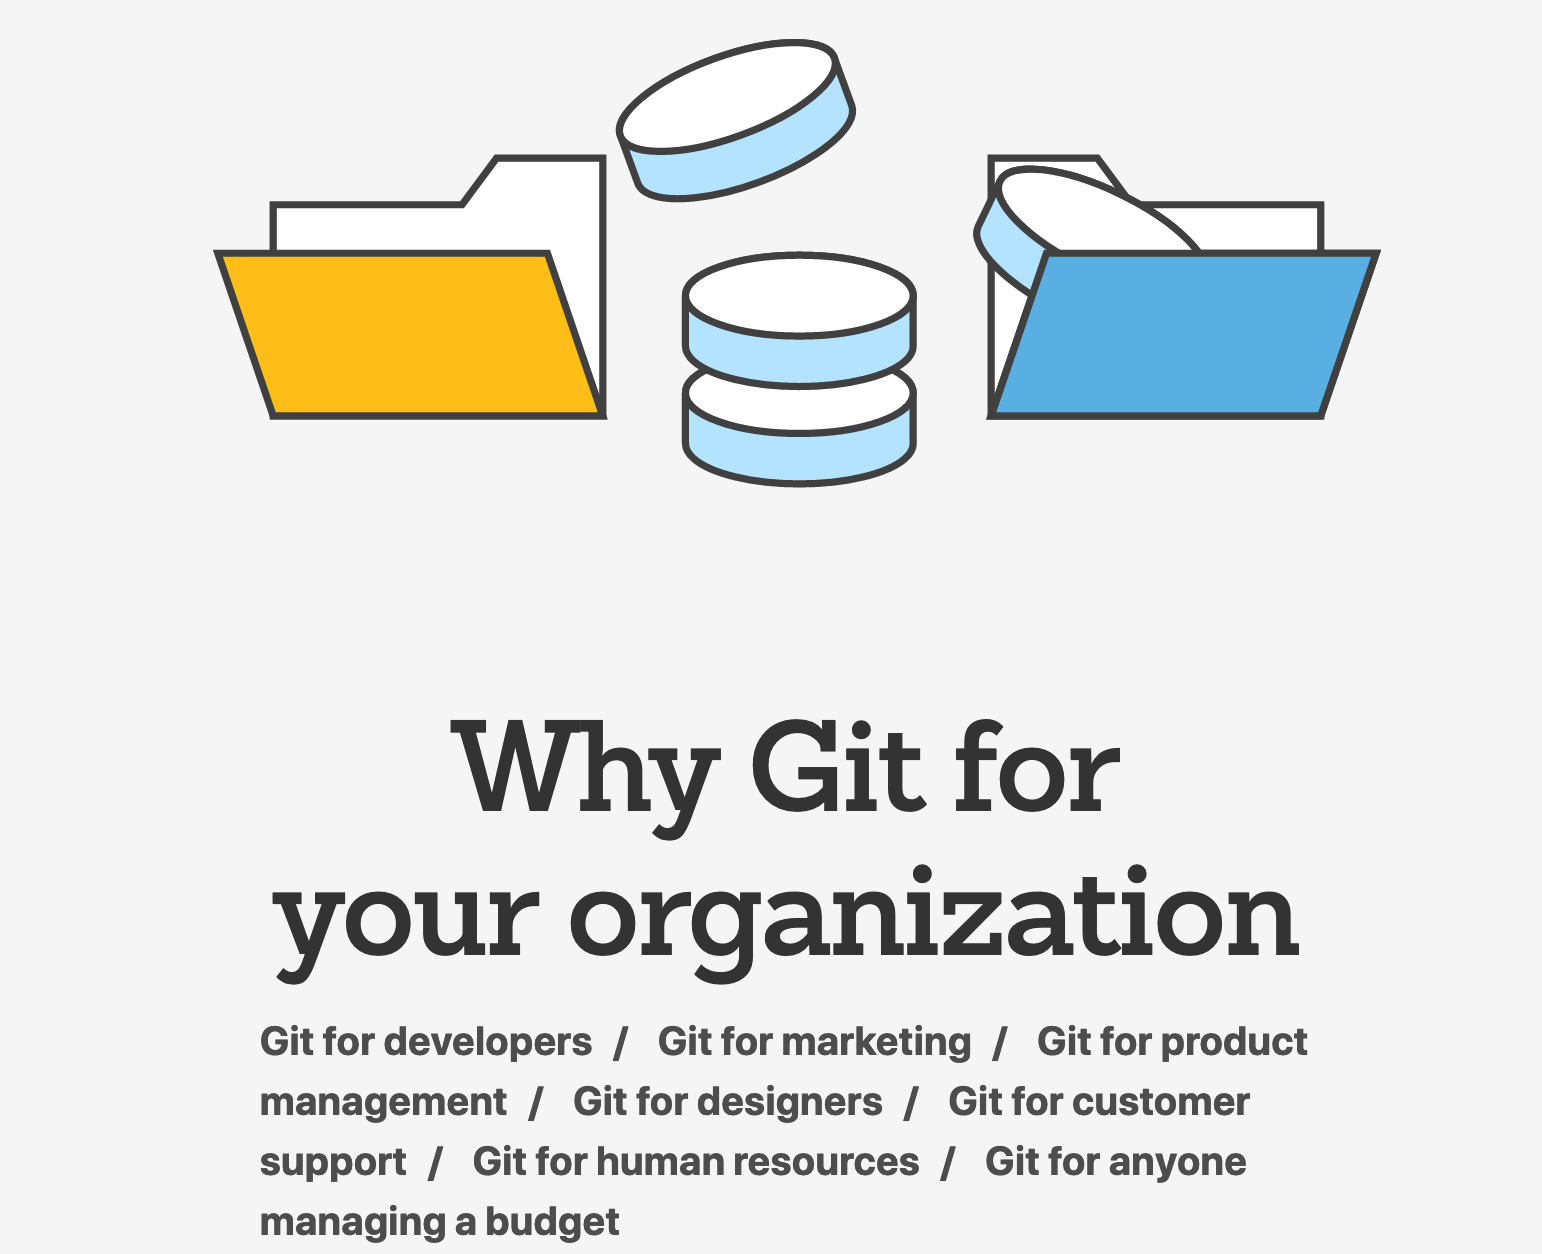 Why Git for
your organization
Git for developers / Git for marketing / Git for product
management / Git for designers / Git for customer
support / Git for human resources / Git for anyone
managing a budget